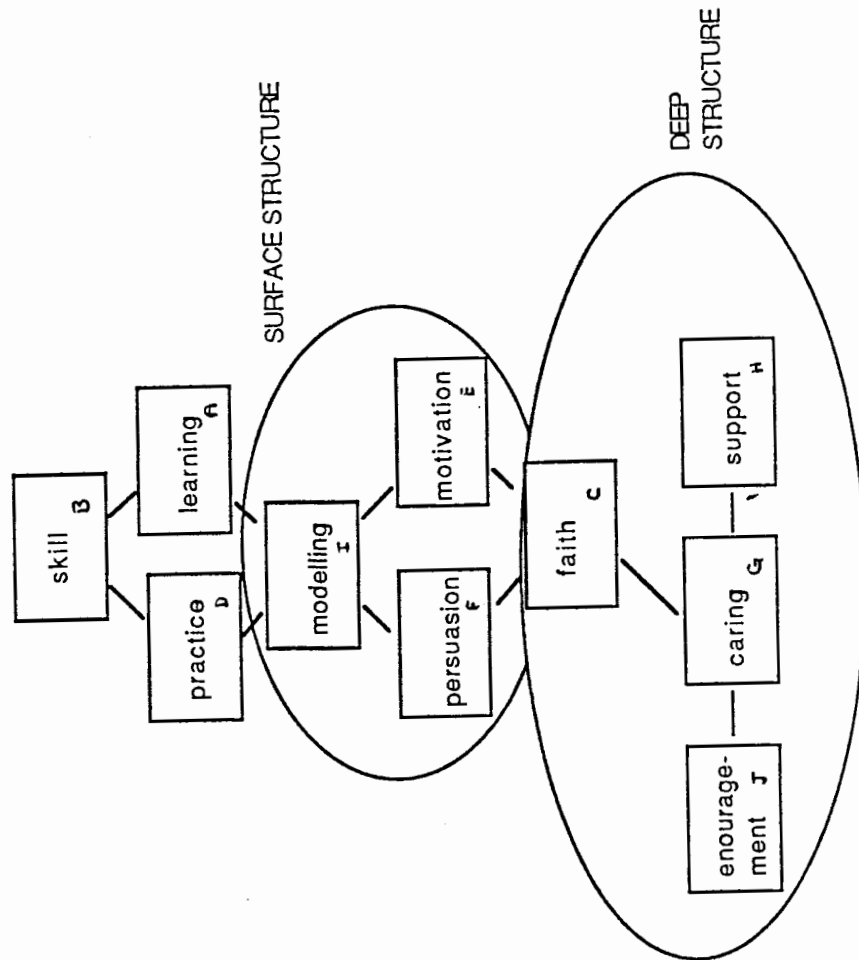 skill
B
practice
D
learning
A
SURFACE STRUCTURE
modelling
I
persuasion
F
motivation
E
faith
C
DEEP
STRUCTURE
enourage-
ment J
caring
G
support
H